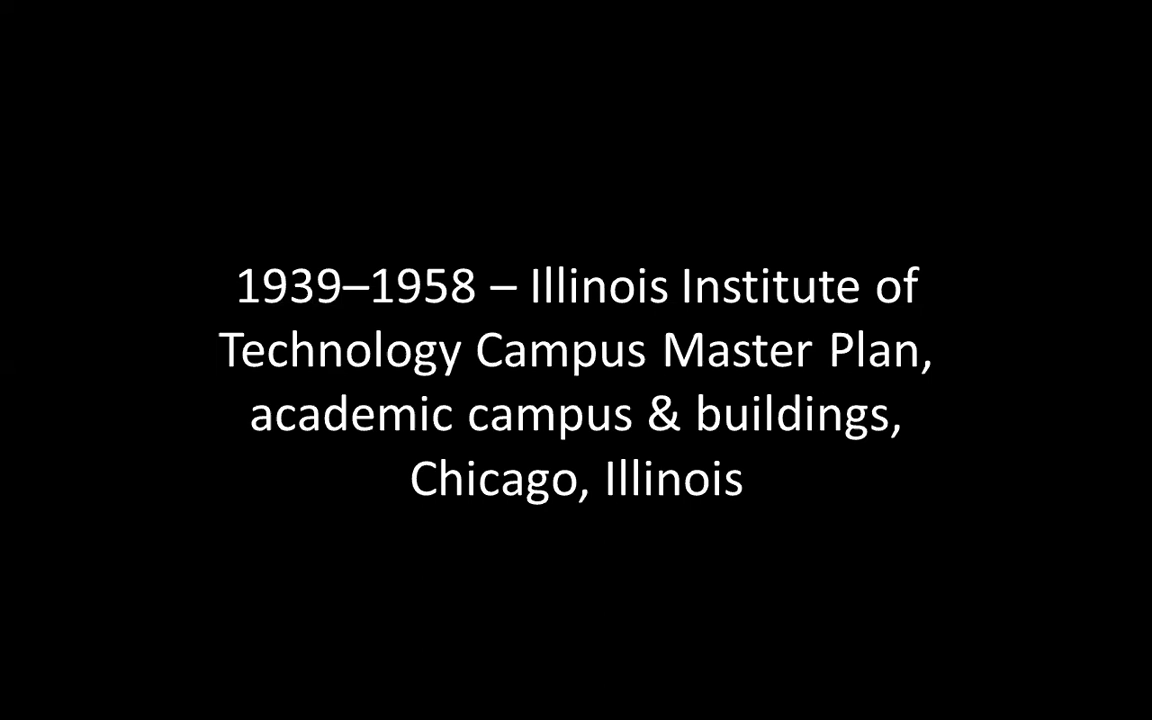 1939–1958 – Illinois Institute of
Technology Campus Master Plan,
academic campus & buildings,
Chicago, Illinois